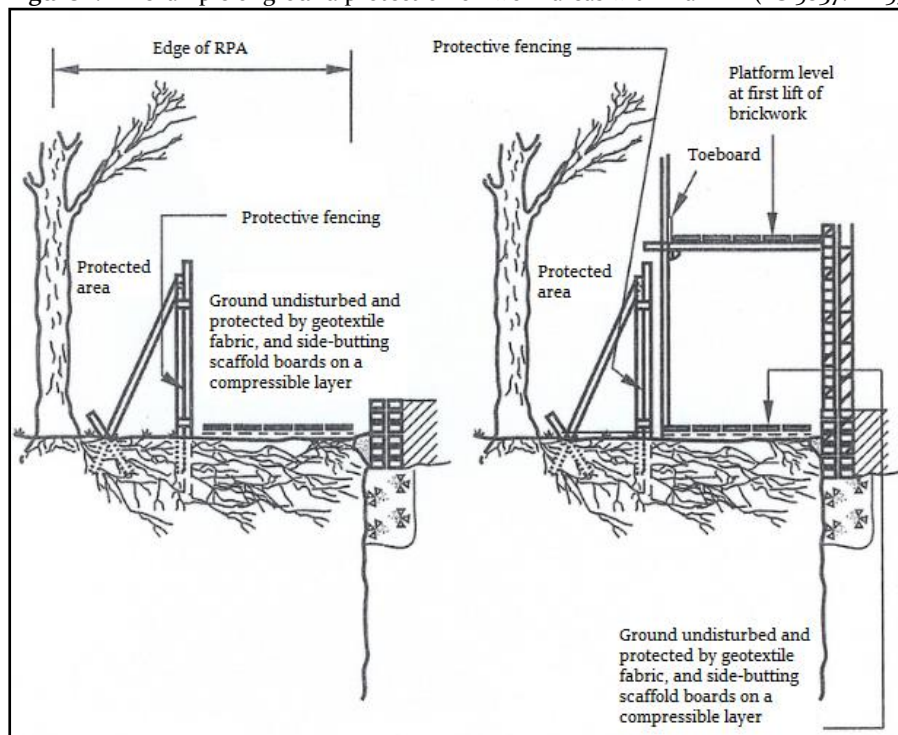 ground protection
Edge of RPA
Protective fencing
Protected
area
Ground undisturbed and
protected by geotextile
fabric, and side-butting
scaffold boards on a
compressible layer
Protective fencing
Platform level
at first lift of
brickwork
Toeboard
Protected
area
Ground undisturbed and
protected by geotextile
fabric, and side-butting
scaffold boards on a
compressible layer